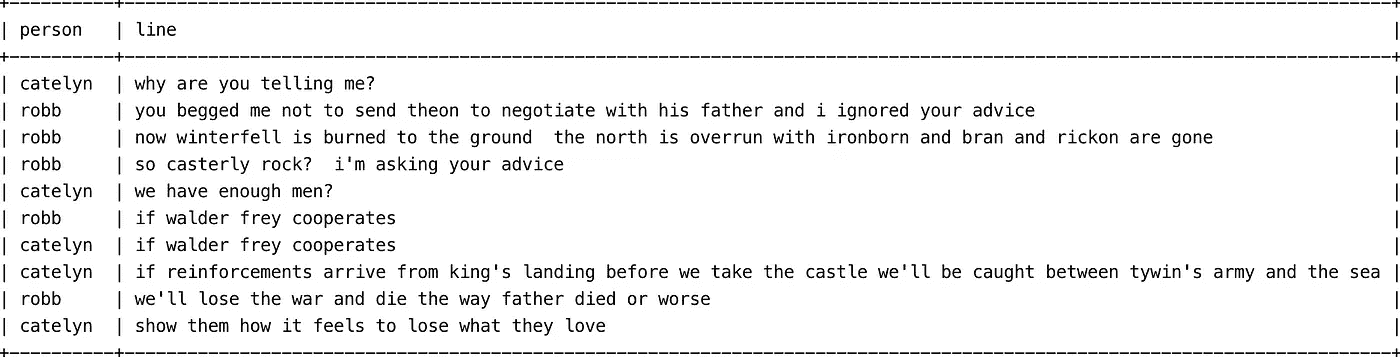 person | line
catelyn | why are you telling me?
robb | you begged me not to send theon to negotiate with his father and i ignored your advice
robb | now winterfell is burned to the ground  the north is overrun with ironborn and bran and rickon are gone
robb | so casterly rock?  i'm asking your advice
catelyn | we have enough men?
robb | if walder frey cooperates
catelyn | if walder frey cooperates
catelyn | if reinforcements arrive from king's landing before we take the castle we'll be caught between tywin's army and the sea
robb | we'll lose the war and die the way father died or worse
catelyn | show them how it feels to lose what they love